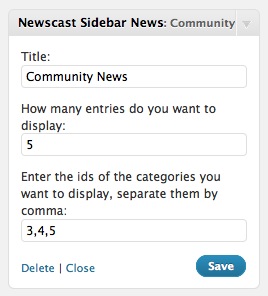 Newscast Sidebar News: Community
Title:
Community News
How many entries do you want to
display:
5
Enter the ids of the categories you
want to display, separate them by
comma:
3,4,5
Delete | Close
Save